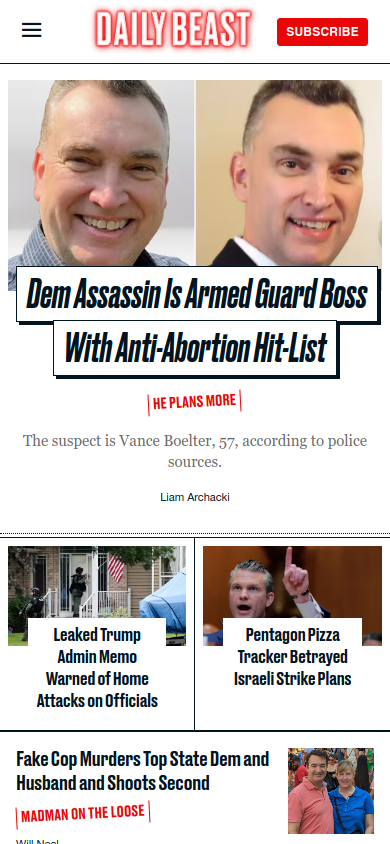 DAILY BEAST
SUBSCRIBE
Dem Assassin Is Armed Guard Boss
With Anti-Abortion Hit-List
HE PLANS MORE
The suspect is Vance Boelter, 57, according to police
sources.
Liam Archacki
Leaked Trump
Admin Memo
Warned of Home
Attacks on Officials
Pentagon Pizza
Tracker Betrayed
Israeli Strike Plans
Fake Cop Murders Top State Dem and
Husband and Shoots Second
MADMAN ON THE LOOSE
Will Neal